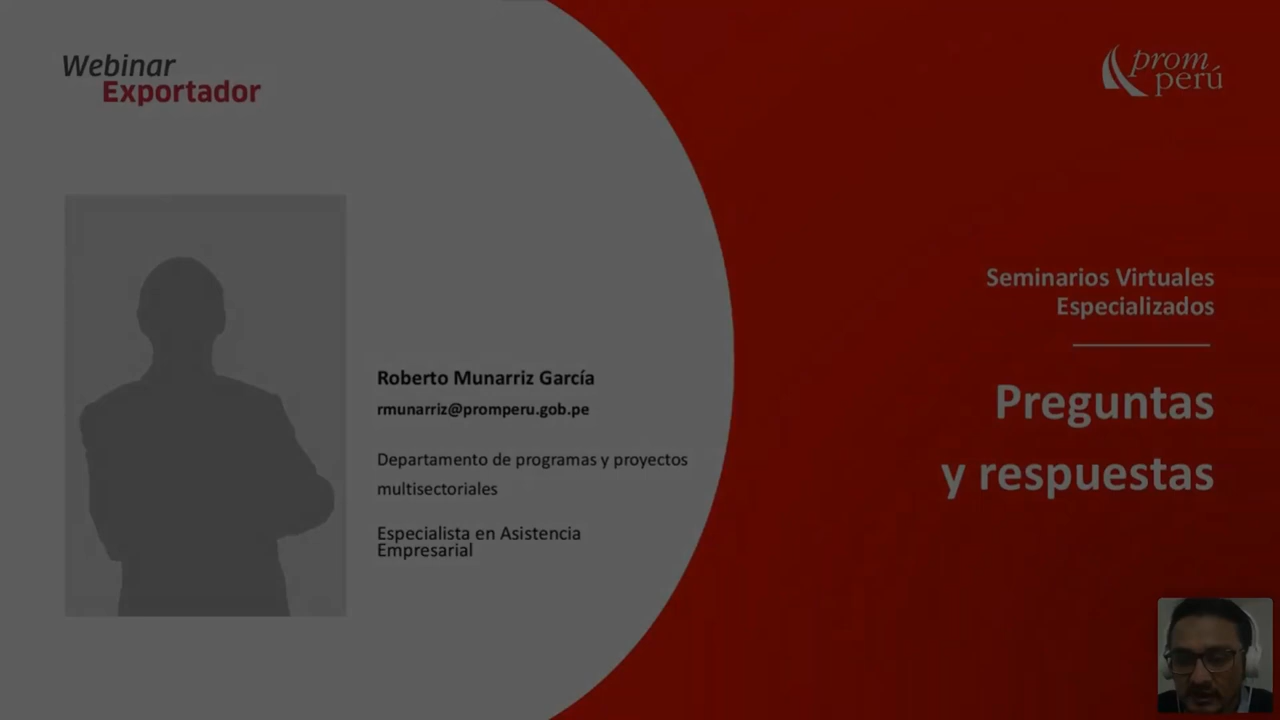 Webinar
Exportador
prom
perú
Roberto Munarriz García
rmunarriz@promperu.gob.pe
Departamento de programas y proyectos
multisectoriales
Especialista en Asistencia
Empresarial
Seminarios Virtuales
Especializados
Preguntas
y respuestas